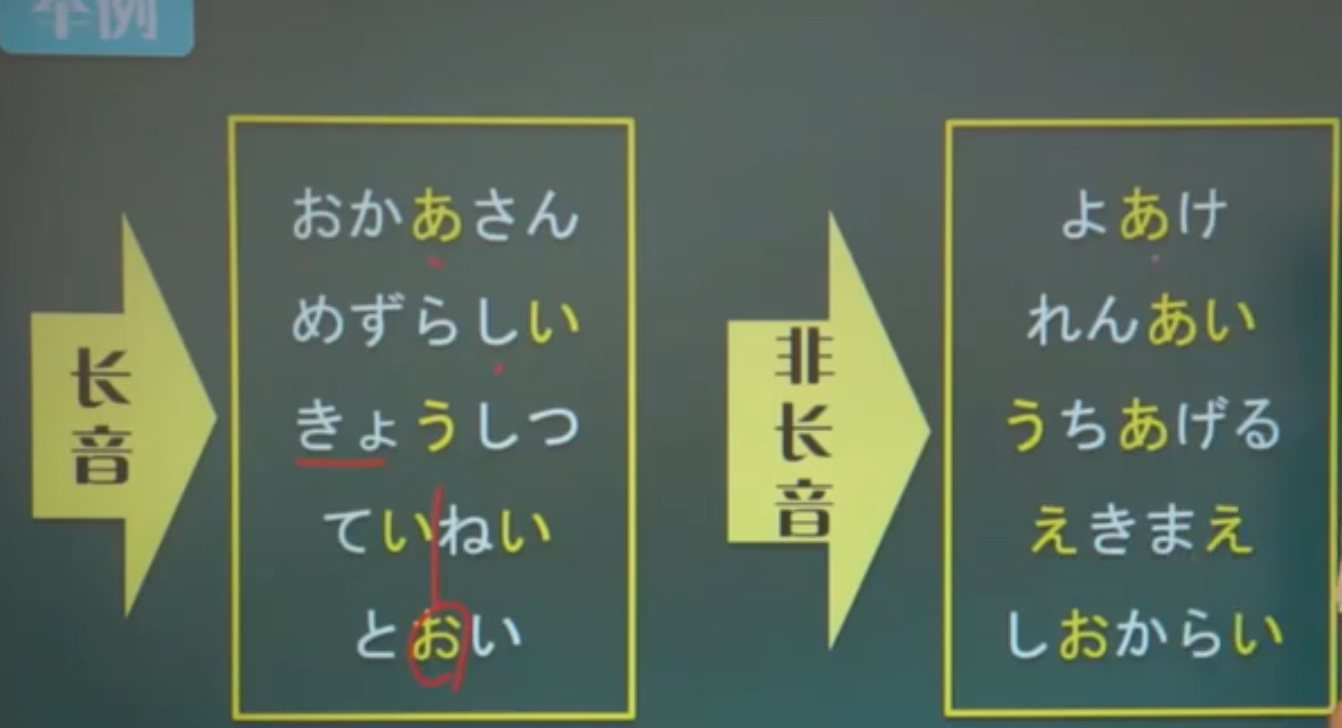 举例
长音
おかあさん
めずらしい
きょうしつ
ていねい
とおい
非长音
よあけ
れんあい
うちあげる
えきまえ
しおからい